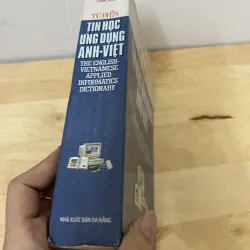 TỪ ĐIỂN
TIN HỌC
ỨNG DỤNG
ANH-VIỆT
THE ENGLISH-
VIETNAMESE
APPLIED
INFORMATICS
DICTIONARY
NHÀ XUẤT BẢN ĐÀ NẴNG